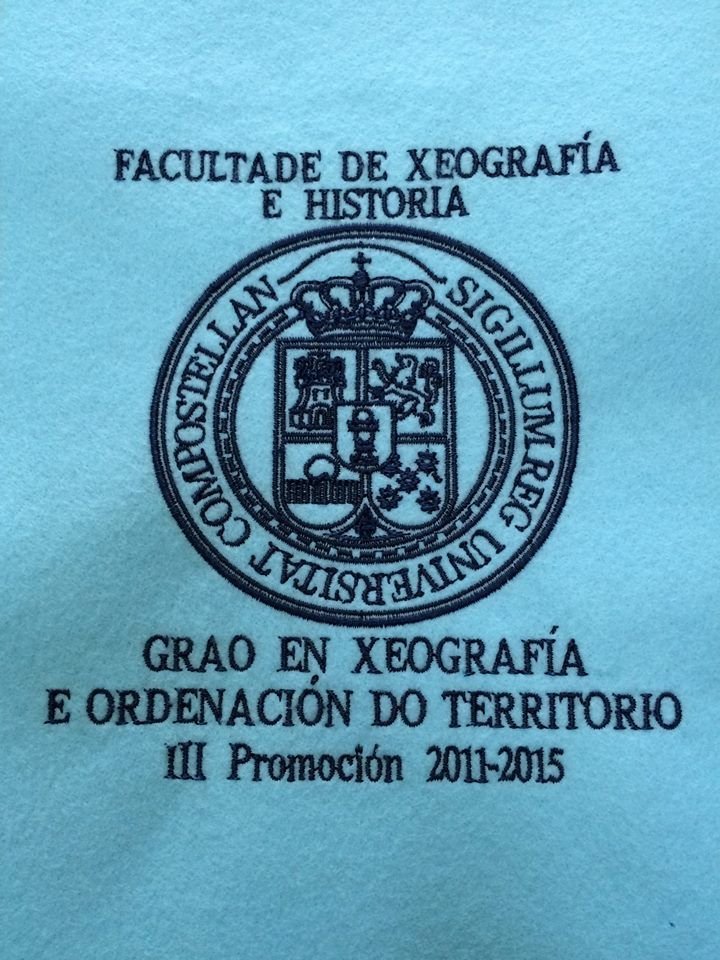 FACULTADE DE XEOGRAFÍA
E HISTORIA
SIGILLUM REG UNIVERSITAT COMPOSTELLAN
GRAO EN XEOGRAFÍA
E ORDENACIÓN DO TERRITORIO
III Promoción 2011-2015